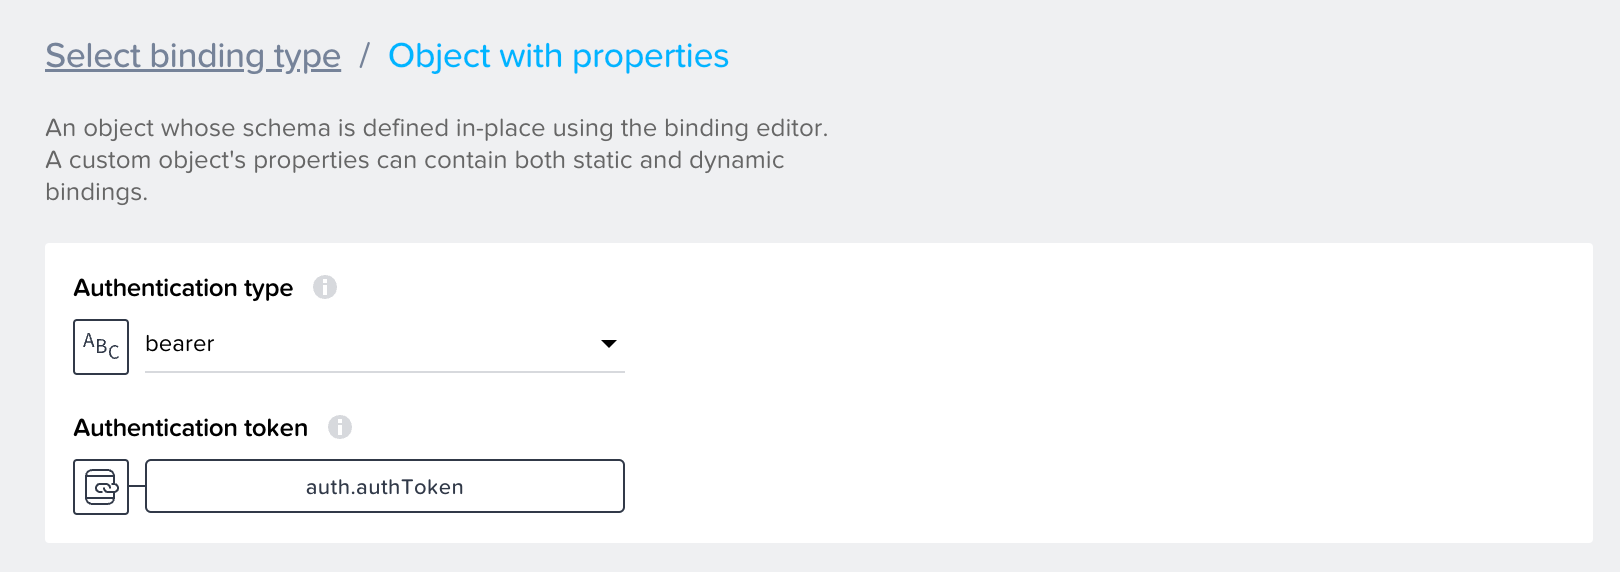 Select binding type / Object with properties
An object whose schema is defined in-place using the binding editor.
A custom object's properties can contain both static and dynamic
bindings.
Authentication type i
ABC bearer
Authentication token i
auth.authToken